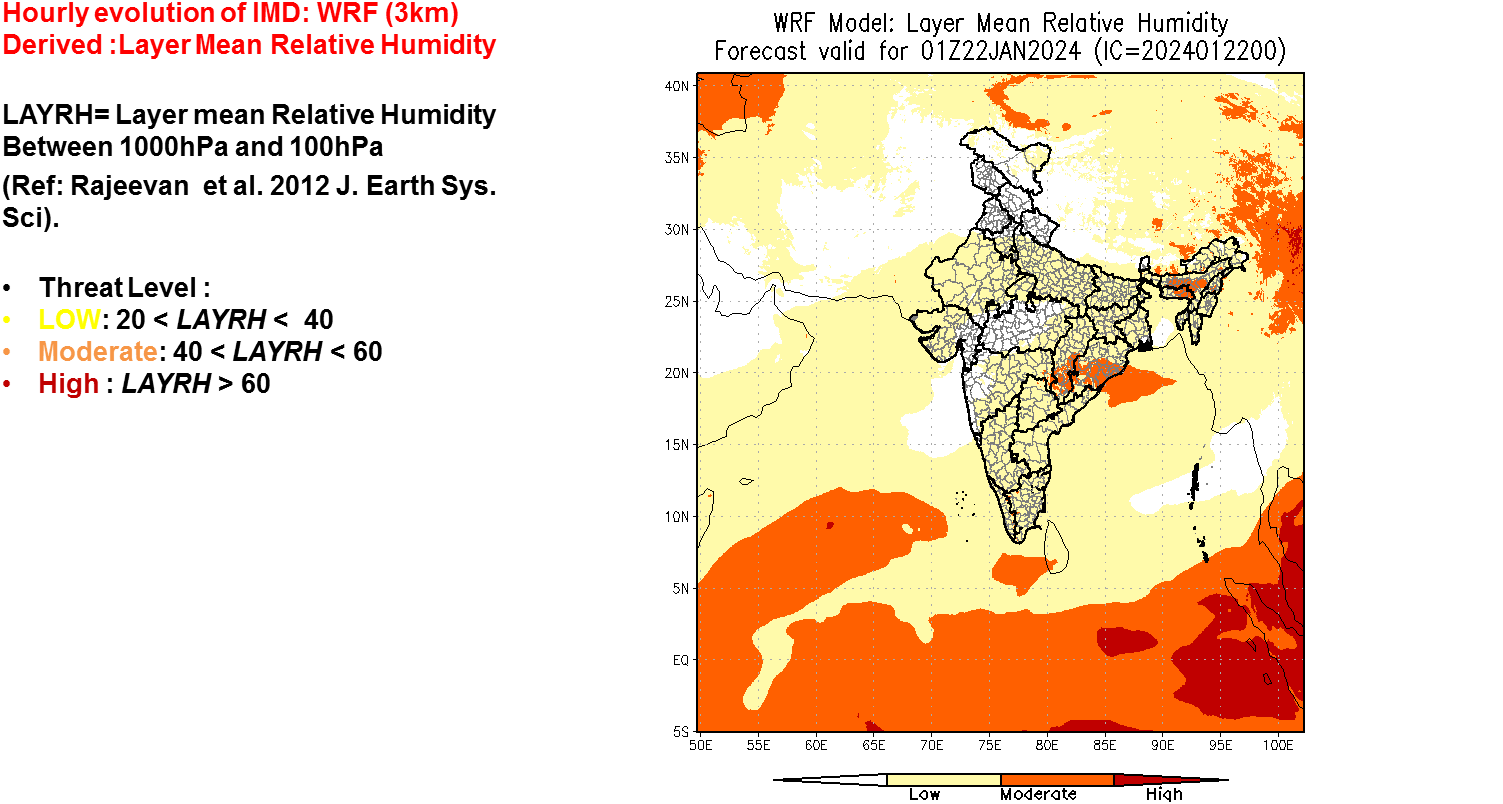 Hourly evolution of IMD: WRF (3km)
Derived :Layer Mean Relative Humidity
LAYRH= Layer mean Relative Humidity
Between 1000hPa and 100hPa
(Ref: Rajeevan et al. 2012 J. Earth Sys.
Sci).
• Threat Level :
• LOW: 20 < LAYRH < 40
• Moderate: 40 < LAYRH < 60
• High : LAYRH > 60
WRF Model: Layer Mean Relative Humidity
Forecast valid for 01Z22JAN2024 (IC=2024012200)
40N
35N
30N
25N
20N
15N
10N
5N
EQ
5S
50E 55E 60E 65E 70E 75E 80E 85E 90E 95E 100E
Low Moderate High